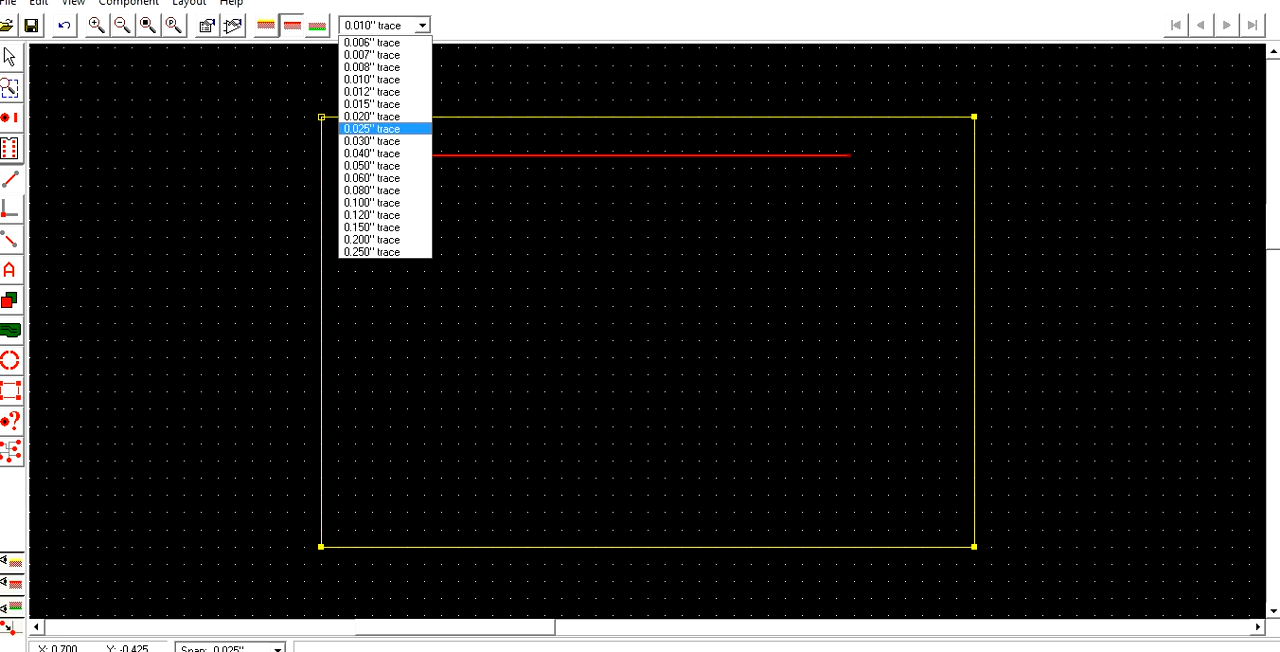 File Edit View Component Layout Help
0.010" trace
0.006" trace
0.007" trace
0.008" trace
0.010" trace
0.012" trace
0.015" trace
0.020" trace
0.025" trace
0.030" trace
0.040" trace
0.050" trace
0.060" trace
0.080" trace
0.100" trace
0.120" trace
0.150" trace
0.200" trace
0.250" trace
A
X: 0.700 Y: -0.425 Snap: 0.025"